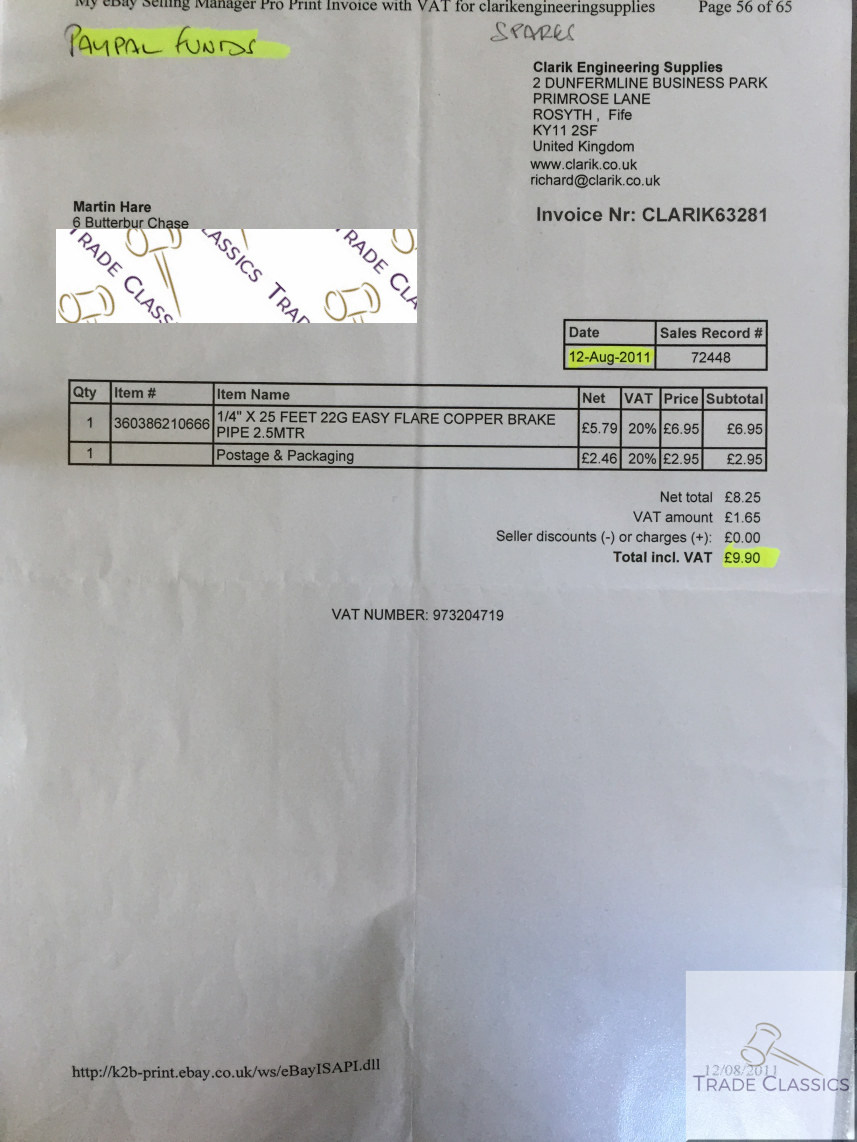 My eBay Selling Manager Pro Print Invoice with VAT for clarikengineeringsupplies Page 56 of 65
PAYPAL FUNDS
SPARES
Clarik Engineering Supplies
2 DUNFERMLINE BUSINESS PARK
PRIMROSE LANE
ROSYTH , Fife
KY11 2SF
United Kingdom
www.clarik.co.uk
richard@clarik.co.uk
Martin Hare
6 Butterbur Chase
Invoice Nr: CLARIK63281
TRADE CLASS
CLASSICS TRAD
TRADE CLA
Date Sales Record #
12-Aug-2011 72448
Qty Item # Item Name Net VAT Price Subtotal
1 360386210666 1/4" X 25 FEET 22G EASY FLARE COPPER BRAKE PIPE 2.5MTR £5.79 20% £6.95 £6.95
1 Postage & Packaging £2.46 20% £2.95 £2.95
Net total £8.25
VAT amount £1.65
Seller discounts (-) or charges (+): £0.00
Total incl. VAT £9.90
VAT NUMBER: 973204719
http://k2b-print.ebay.co.uk/ws/eBayISAPI.dll
12/08/2011
TRADE CLASSICS